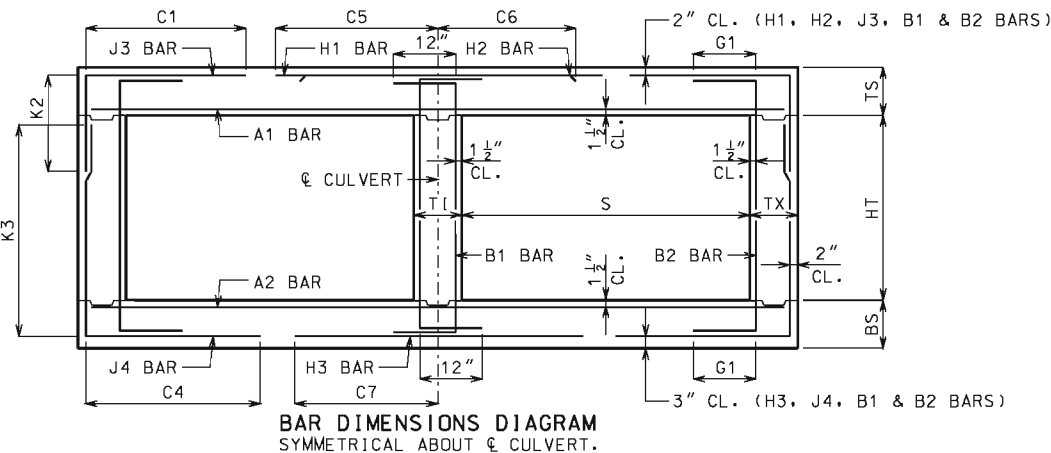 C1
C5
C6
2" CL. (H1, H2, J3, B1 & B2 BARS)
J3 BAR
H1 BAR
12"
H2 BAR
G1
K2
TS
A1 BAR
1 1/2" CL.
1 1/2" CL.
1 1/2" CL.
℄ CULVERT
TI
S
TX
HT
K3
B1 BAR
B2 BAR
2" CL.
A2 BAR
1 1/2" CL.
BS
J4 BAR
H3 BAR
12"
G1
C4
C7
3" CL. (H3, J4, B1 & B2 BARS)
BAR DIMENSIONS DIAGRAM
SYMMETRICAL ABOUT ℄ CULVERT.